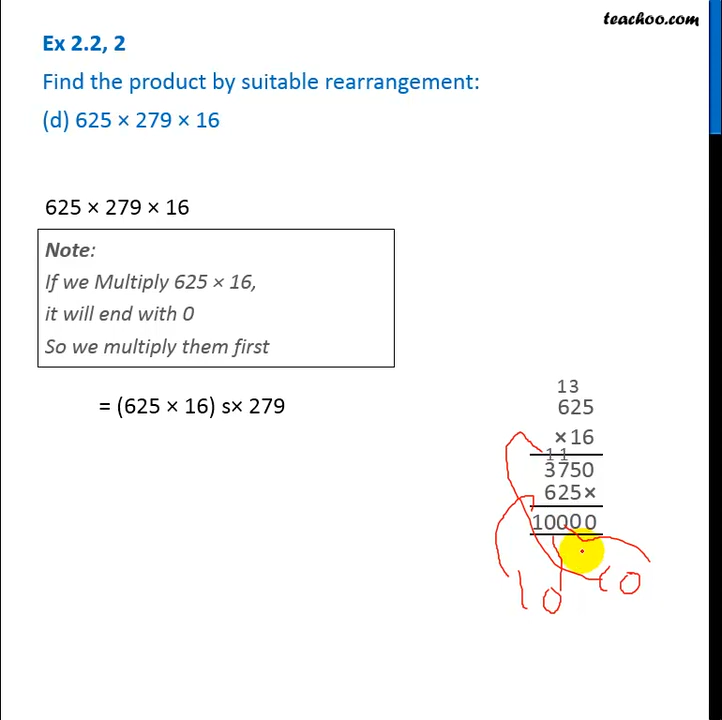 teachoo.com
Ex 2.2, 2
Find the product by suitable rearrangement:
(d) 625 × 279 × 16
625 × 279 × 16
Note:
If we Multiply 625 × 16,
it will end with 0
So we multiply them first
= (625 × 16) s× 279
13
625
×16
11
3750
625×
10000
10
10